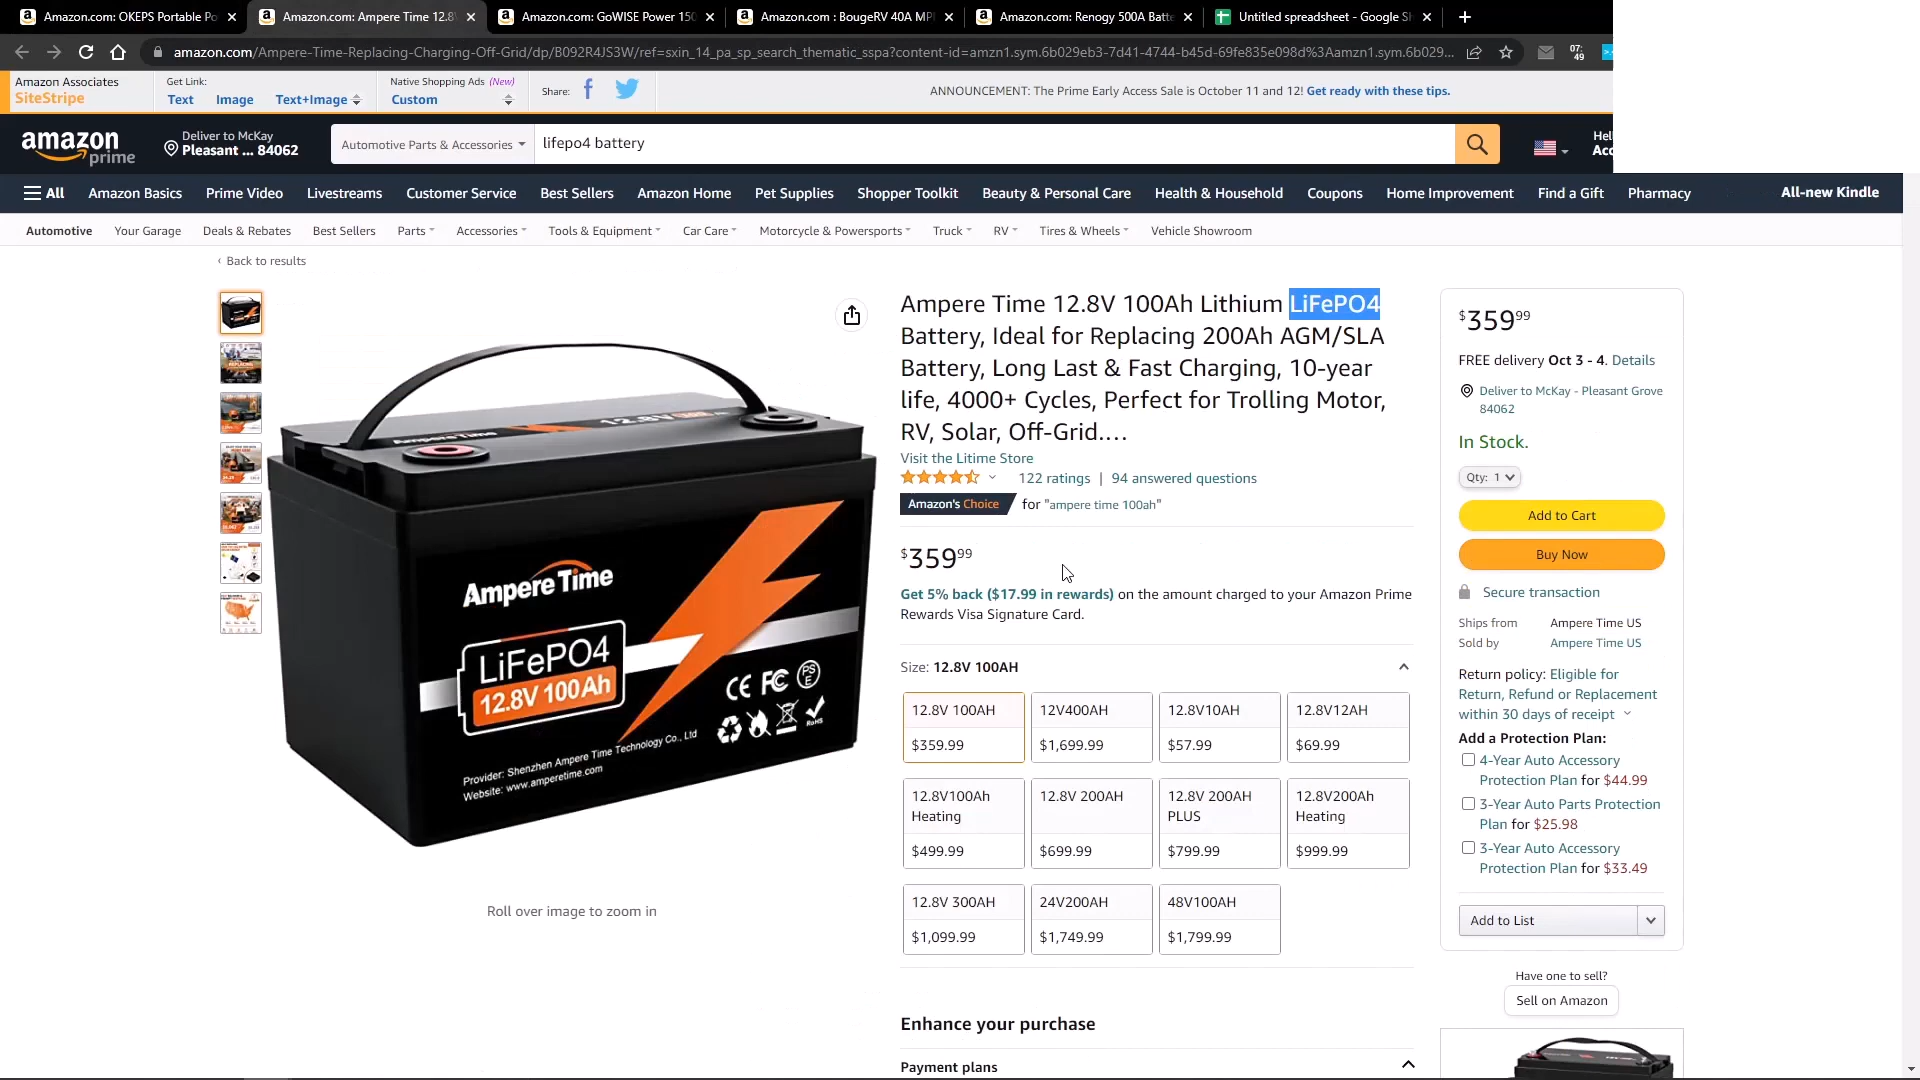 Amazon.com: OKEPS Portable Po
Amazon.com: Ampere Time 12.8V
Amazon.com: GoWISE Power 150
Amazon.com : BougeRV 40A MP
Amazon.com: Renogy 500A Batt
Untitled spreadsheet - Google S
amazon.com/Ampere-Time-Replacing-Charging-Off-Grid/dp/B092R4JS3W/ref=sxin_14_pa_sp_search_thematic_sspa?content-id=amzn1.sym.6b029eb3-7d41-4744-b45d-69fe835e098d%3Aamzn1.sym.6b029...
07:
49
Amazon Associates
SiteStripe
Get Link:
Text Image Text+Image
Native Shopping Ads (New)
Custom
Share:
ANNOUNCEMENT: The Prime Early Access Sale is October 11 and 12! Get ready with these tips.
amazon
prime
Deliver to McKay
Pleasant ... 84062
Automotive Parts & Accessories
lifepo4 battery
Hel
Acc
All Amazon Basics Prime Video Livestreams Customer Service Best Sellers Amazon Home Pet Supplies Shopper Toolkit Beauty & Personal Care Health & Household Coupons Home Improvement Find a Gift Pharmacy All-new Kindle
Automotive Your Garage Deals & Rebates Best Sellers Parts Accessories Tools & Equipment Car Care Motorcycle & Powersports Truck RV Tires & Wheels Vehicle Showroom
‹ Back to results
Ampere Time
12.8V
Ampere Time
LiFePO4
12.8V 100Ah
CE FC PS E
RoHS
Provider: Shenzhen Ampere Time Technology Co., Ltd
Website: www.amperetime.com
Roll over image to zoom in
Ampere Time 12.8V 100Ah Lithium LiFePO4
Battery, Ideal for Replacing 200Ah AGM/SLA
Battery, Long Last & Fast Charging, 10-year
life, 4000+ Cycles, Perfect for Trolling Motor,
RV, Solar, Off-Grid.…
Visit the Litime Store
122 ratings | 94 answered questions
Amazon's Choice for "ampere time 100ah"
$359 99
Get 5% back ($17.99 in rewards) on the amount charged to your Amazon Prime
Rewards Visa Signature Card.
Size: 12.8V 100AH
12.8V 100AH
$359.99
12V400AH
$1,699.99
12.8V10AH
$57.99
12.8V12AH
$69.99
12.8V100Ah
Heating
$499.99
12.8V 200AH
$699.99
12.8V 200AH
PLUS
$799.99
12.8V200Ah
Heating
$999.99
12.8V 300AH
$1,099.99
24V200AH
$1,749.99
48V100AH
$1,799.99
Enhance your purchase
Payment plans
$359 99
FREE delivery Oct 3 - 4. Details
Deliver to McKay - Pleasant Grove
84062
In Stock.
Qty: 1
Add to Cart
Buy Now
Secure transaction
Ships from Ampere Time US
Sold by Ampere Time US
Return policy: Eligible for
Return, Refund or Replacement
within 30 days of receipt
Add a Protection Plan:
4-Year Auto Accessory
Protection Plan for $44.99
3-Year Auto Parts Protection
Plan for $25.98
3-Year Auto Accessory
Protection Plan for $33.49
Add to List
Have one to sell?
Sell on Amazon